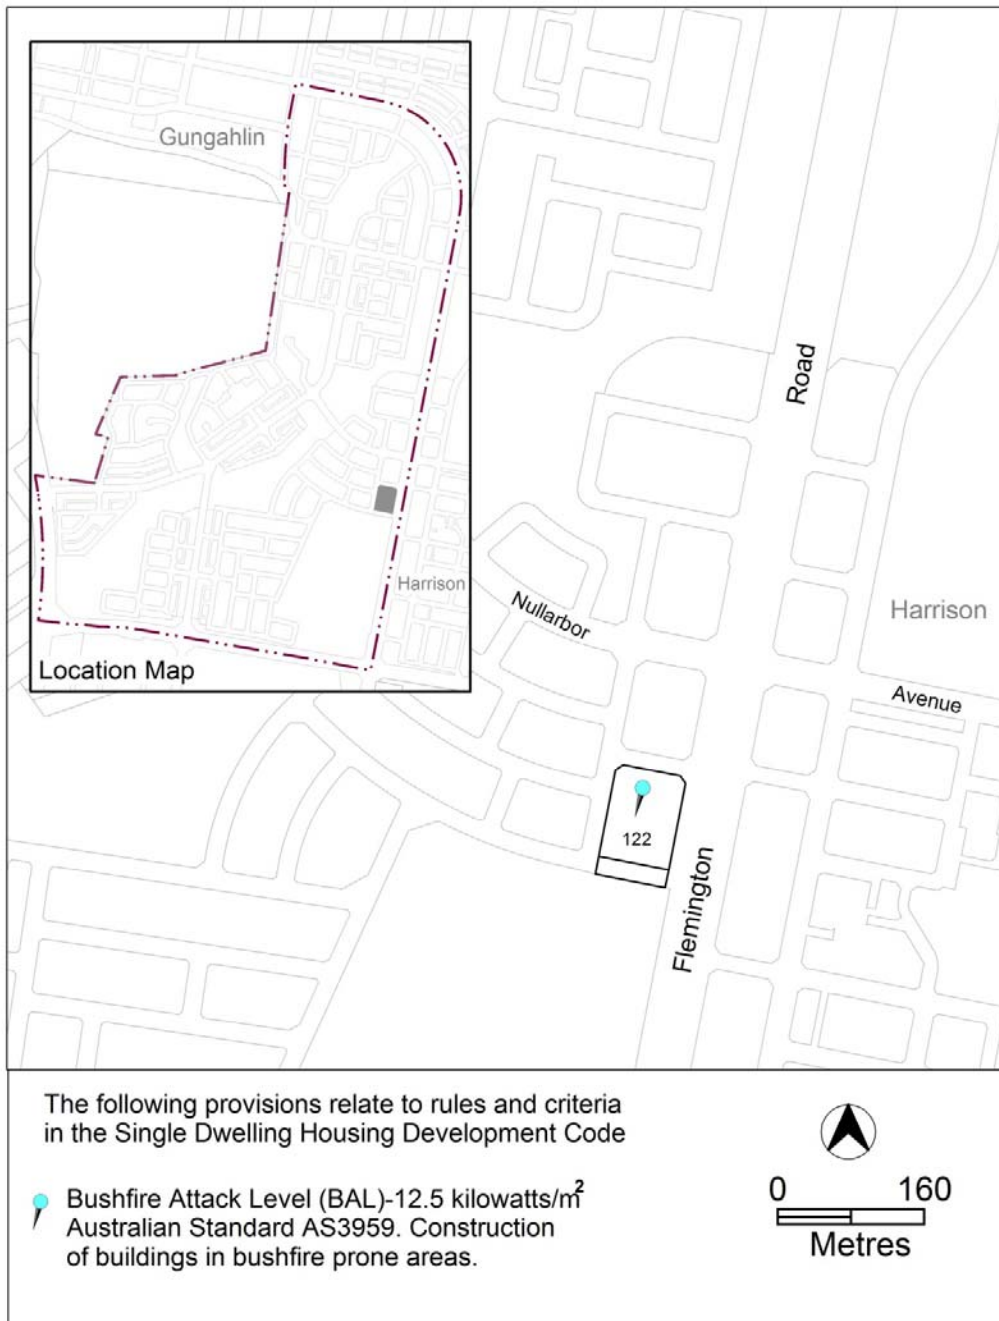 Gungahlin
Harrison
Location Map
Road
Nullarbor
Harrison
Avenue
122
Flemington
The following provisions relate to rules and criteria
in the Single Dwelling Housing Development Code
Bushfire Attack Level (BAL)-12.5 kilowatts/m²
Australian Standard AS3959. Construction
of buildings in bushfire prone areas.
0 160
Metres